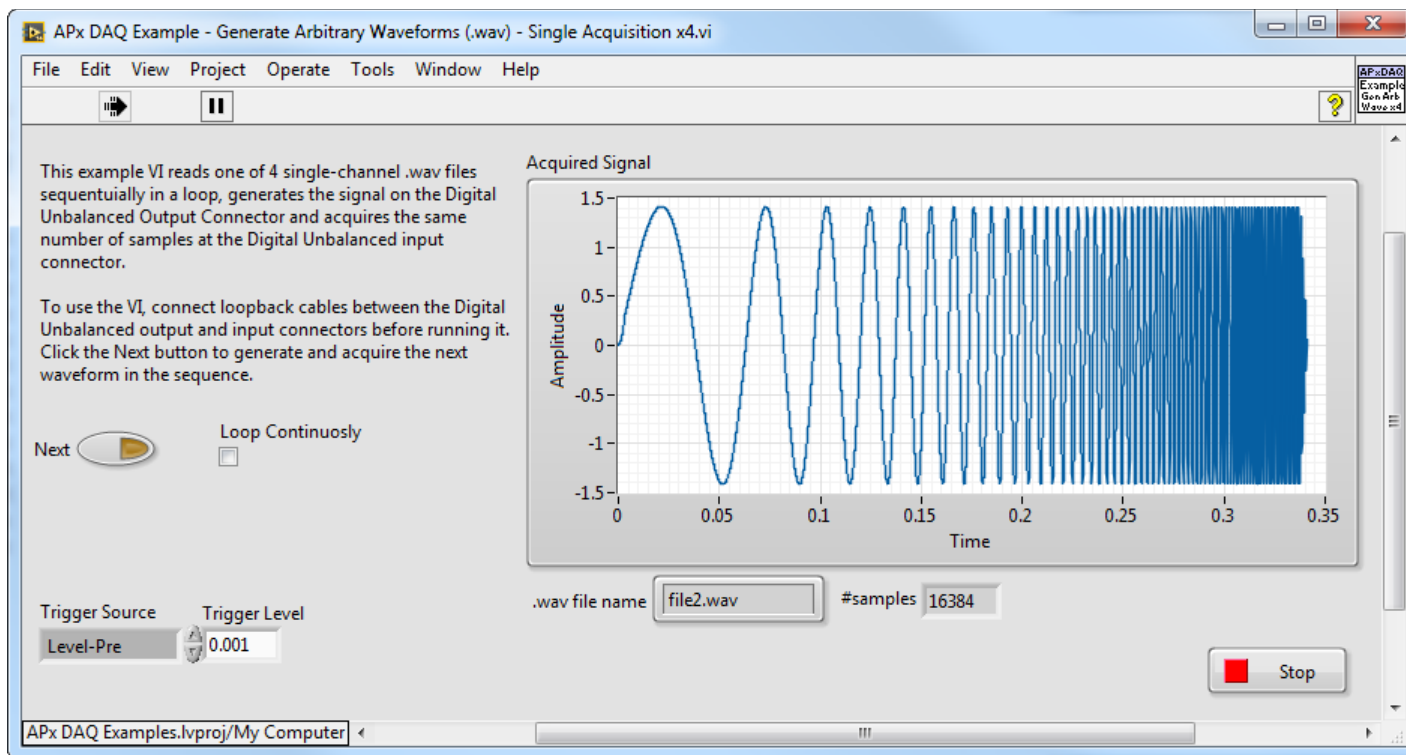 APx DAQ Example - Generate Arbitrary Waveforms (.wav) - Single Acquisition x4.vi
File Edit View Project Operate Tools Window Help
APxDAQ
Example
Gen Arb
Wave x4
This example VI reads one of 4 single-channel .wav files
sequentuially in a loop, generates the signal on the Digital
Unbalanced Output Connector and acquires the same
number of samples at the Digital Unbalanced input
connector.
To use the VI, connect loopback cables between the Digital
Unbalanced output and input connectors before running it.
Click the Next button to generate and acquire the next
waveform in the sequence.
Next
Loop Continuosly
Trigger Source
Trigger Level
Level-Pre
0.001
Acquired Signal
Amplitude
1.5
1
0.5
0
-0.5
-1
-1.5
0 0.05 0.1 0.15 0.2 0.25 0.3 0.35
Time
.wav file name file2.wav #samples 16384
Stop
APx DAQ Examples.lvproj/My Computer